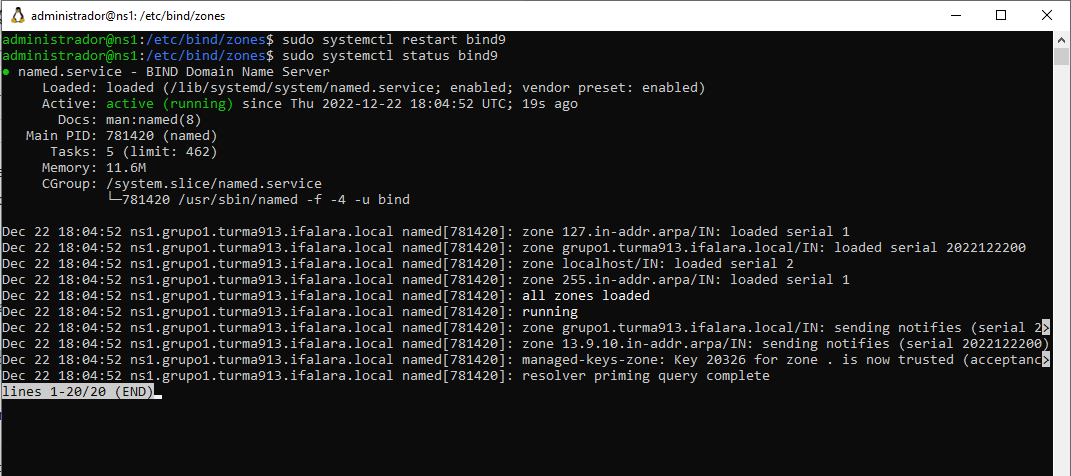 administrador@ns1: /etc/bind/zones
administrador@ns1:/etc/bind/zones$ sudo systemctl restart bind9
administrador@ns1:/etc/bind/zones$ sudo systemctl status bind9
● named.service - BIND Domain Name Server
     Loaded: loaded (/lib/systemd/system/named.service; enabled; vendor preset: enabled)
     Active: active (running) since Thu 2022-12-22 18:04:52 UTC; 19s ago
       Docs: man:named(8)
   Main PID: 781420 (named)
      Tasks: 5 (limit: 462)
     Memory: 11.6M
     CGroup: /system.slice/named.service
             └─781420 /usr/sbin/named -f -4 -u bind
Dec 22 18:04:52 ns1.grupo1.turma913.ifalara.local named[781420]: zone 127.in-addr.arpa/IN: loaded serial 1
Dec 22 18:04:52 ns1.grupo1.turma913.ifalara.local named[781420]: zone grupo1.turma913.ifalara.local/IN: loaded serial 2022122200
Dec 22 18:04:52 ns1.grupo1.turma913.ifalara.local named[781420]: zone localhost/IN: loaded serial 2
Dec 22 18:04:52 ns1.grupo1.turma913.ifalara.local named[781420]: zone 255.in-addr.arpa/IN: loaded serial 1
Dec 22 18:04:52 ns1.grupo1.turma913.ifalara.local named[781420]: all zones loaded
Dec 22 18:04:52 ns1.grupo1.turma913.ifalara.local named[781420]: running
Dec 22 18:04:52 ns1.grupo1.turma913.ifalara.local named[781420]: zone grupo1.turma913.ifalara.local/IN: sending notifies (serial 2>
Dec 22 18:04:52 ns1.grupo1.turma913.ifalara.local named[781420]: zone 13.9.10.in-addr.arpa/IN: sending notifies (serial 2022122200)
Dec 22 18:04:52 ns1.grupo1.turma913.ifalara.local named[781420]: managed-keys-zone: Key 20326 for zone . is now trusted (acceptanc>
Dec 22 18:04:52 ns1.grupo1.turma913.ifalara.local named[781420]: resolver priming query complete
lines 1-20/20 (END)